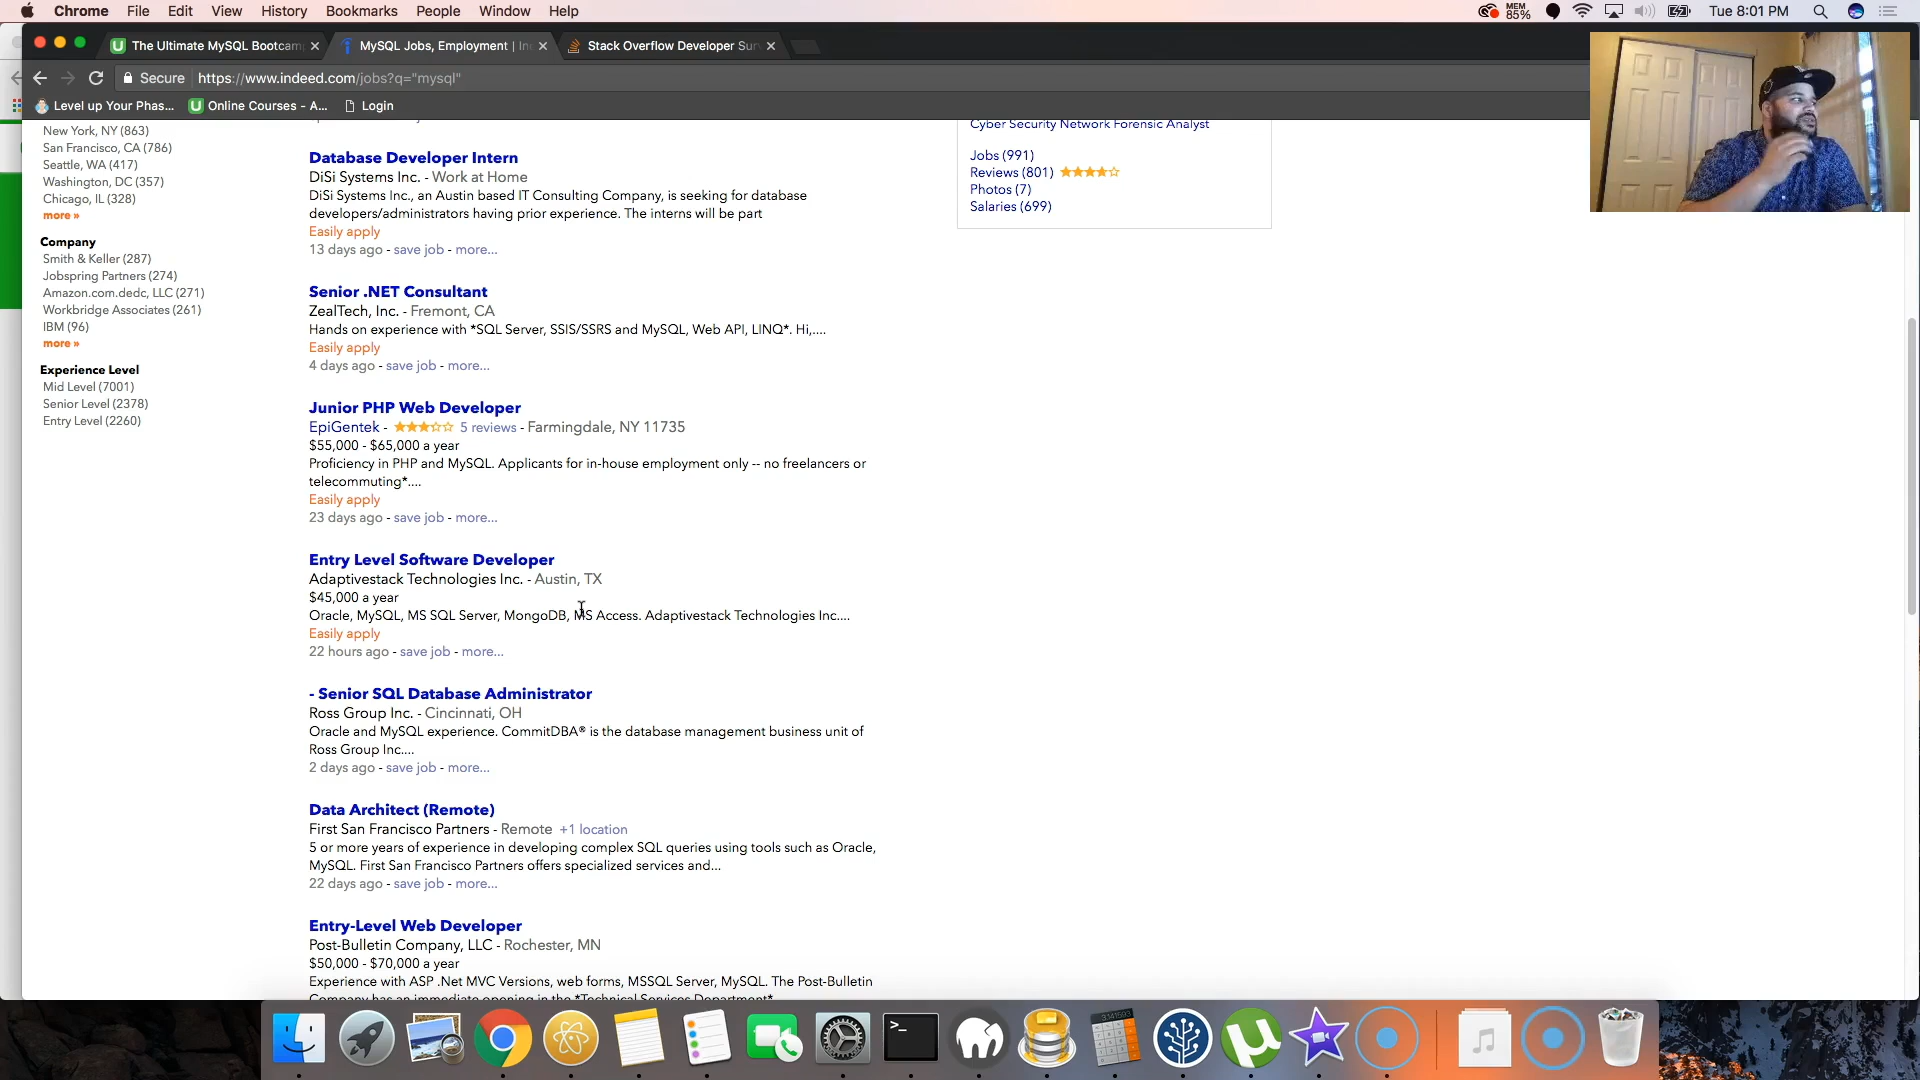 Chrome File Edit View History Bookmarks People Window Help
MEM 85% Tue 8:01 PM
The Ultimate MySQL Bootcam
MySQL Jobs, Employment | In
Stack Overflow Developer Sur
Secure https://www.indeed.com/jobs?q="mysql"
Level up Your Phas... Online Courses - A... Login
New York, NY (863)
San Francisco, CA (786)
Seattle, WA (417)
Washington, DC (357)
Chicago, IL (328)
more »
Company
Smith & Keller (287)
Jobspring Partners (274)
Amazon.com.dedc, LLC (271)
Workbridge Associates (261)
IBM (96)
more »
Experience Level
Mid Level (7001)
Senior Level (2378)
Entry Level (2260)
Database Developer Intern
DiSi Systems Inc. - Work at Home
DiSi Systems Inc., an Austin based IT Consulting Company, is seeking for database
developers/administrators having prior experience. The interns will be part
Easily apply
13 days ago - save job - more...
Senior .NET Consultant
ZealTech, Inc. - Fremont, CA
Hands on experience with *SQL Server, SSIS/SSRS and MySQL, Web API, LINQ*. Hi,....
Easily apply
4 days ago - save job - more...
Junior PHP Web Developer
EpiGentek - 5 reviews - Farmingdale, NY 11735
$55,000 - $65,000 a year
Proficiency in PHP and MySQL. Applicants for in-house employment only -- no freelancers or
telecommuting*....
Easily apply
23 days ago - save job - more...
Entry Level Software Developer
Adaptivestack Technologies Inc. - Austin, TX
$45,000 a year
Oracle, MySQL, MS SQL Server, MongoDB, MS Access. Adaptivestack Technologies Inc....
Easily apply
22 hours ago - save job - more...
- Senior SQL Database Administrator
Ross Group Inc. - Cincinnati, OH
Oracle and MySQL experience. CommitDBA® is the database management business unit of
Ross Group Inc....
2 days ago - save job - more...
Data Architect (Remote)
First San Francisco Partners - Remote +1 location
5 or more years of experience in developing complex SQL queries using tools such as Oracle,
MySQL. First San Francisco Partners offers specialized services and...
22 days ago - save job - more...
Entry-Level Web Developer
Post-Bulletin Company, LLC - Rochester, MN
$50,000 - $70,000 a year
Experience with ASP .Net MVC Versions, web forms, MSSQL Server, MySQL. The Post-Bulletin
Company has an immediate opening in the *Technical Services Department*
Cyber Security Network Forensic Analyst
Jobs (991)
Reviews (801)
Photos (7)
Salaries (699)
3.141593